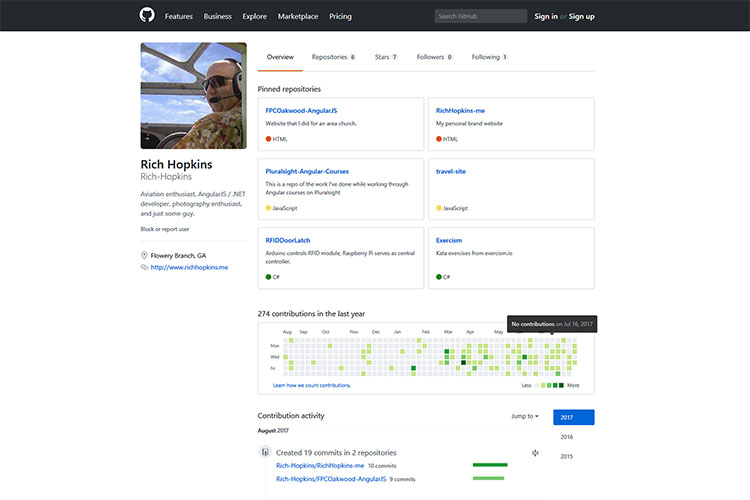 Features Business Explore Marketplace Pricing Search GitHub Sign in or Sign up
Overview Repositories 6 Stars 7 Followers 0 Following 1
Pinned repositories
FPCOakwood-AngularJS
Website that I did for an area church.
HTML
RichHopkins-me
My personal brand website
HTML
Rich Hopkins
Rich-Hopkins
Aviation enthusiast, AngularJS / .NET
developer, photography enthusiast,
and just some guy.
Block or report user
Flowery Branch, GA
http://www.richhopkins.me
Pluralsight-Angular-Courses
This is a repo of the work I've done while working through
Angular courses on Pluralsight
JavaScript
travel-site
JavaScript
RFIDDoorLatch
Arduino controls RFID module, Raspberry Pi serves as central
controller.
C#
Exercism
Kata exercises from exercism.io
C#
274 contributions in the last year
No contributions on Jul 16, 2017
Aug Sep Oct Nov Dec Jan Feb Mar Apr May
Mon
Wed
Fri
Learn how we count contributions.
Less More
Contribution activity
Jump to
2017
2016
2015
August 2017
Created 19 commits in 2 repositories
Rich-Hopkins/RichHopkins-me 10 commits
Rich-Hopkins/FPCOakwood-AngularJS 9 commits